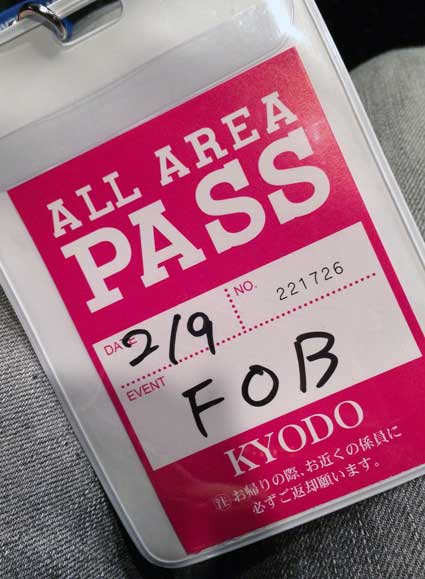 ALL AREA
PASS
DATE 2/9
NO. 221726
EVENT
FOB
KYODO
注 お帰りの際、お近くの係員に
必ずご返却願います。